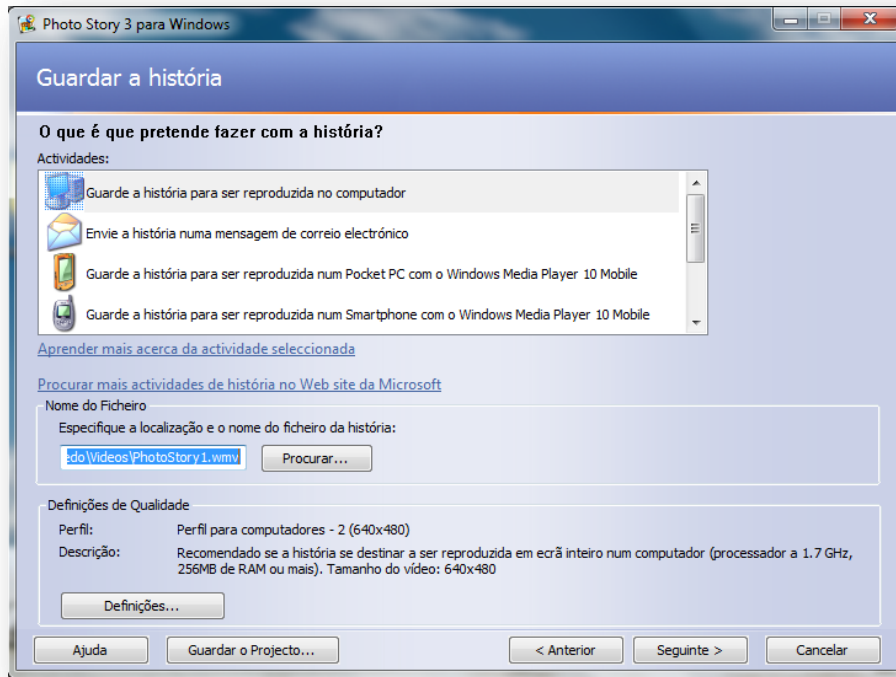 Photo Story 3 para Windows
Guardar a história
O que é que pretende fazer com a história?
Actividades:
Guarde a história para ser reproduzida no computador
Envie a história numa mensagem de correio electrónico
Guarde a história para ser reproduzida num Pocket PC com o Windows Media Player 10 Mobile
Guarde a história para ser reproduzida num Smartphone com o Windows Media Player 10 Mobile
Aprender mais acerca da actividade seleccionada
Procurar mais actividades de história no Web site da Microsoft
Nome do Ficheiro
Especifique a localização e o nome do ficheiro da história:
edo\Videos\PhotoStory1.wmv Procurar...
Definições de Qualidade
Perfil: Perfil para computadores - 2 (640x480)
Descrição: Recomendado se a história se destinar a ser reproduzida em ecrã inteiro num computador (processador a 1.7 GHz,
256MB de RAM ou mais). Tamanho do vídeo: 640x480
Definições...
Ajuda Guardar o Projecto... < Anterior Seguinte > Cancelar